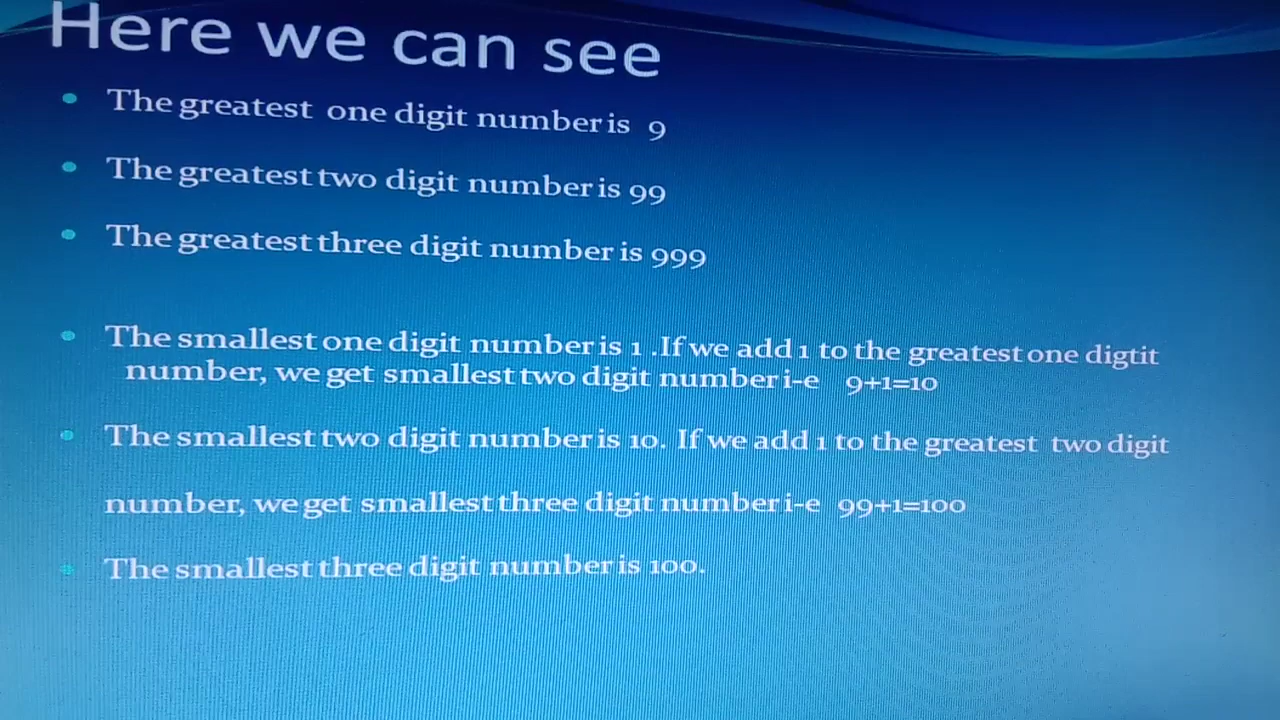 Here we can see
• The greatest one digit number is 9
• The greatest two digit number is 99
• The greatest three digit number is 999
• The smallest one digit number is 1 .If we add 1 to the greatest one digtit
number, we get smallest two digit number i-e 9+1=10
• The smallest two digit number is 10. If we add 1 to the greatest two digit
number, we get smallest three digit number i-e 99+1=100
• The smallest three digit number is 100.